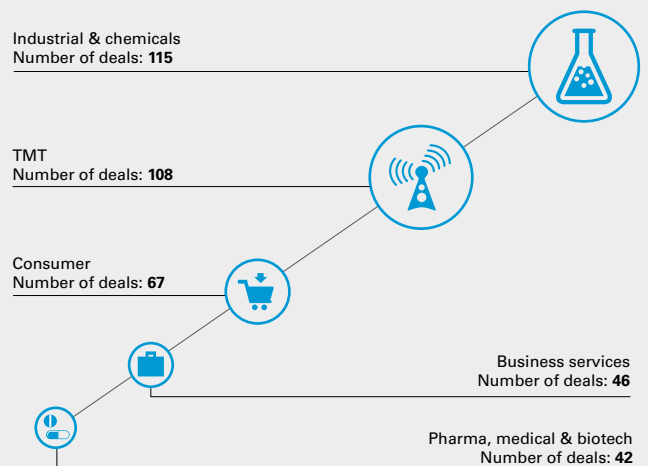 Industrial & chemicals
Number of deals: 115
TMT
Number of deals: 108
Consumer
Number of deals: 67
Business services
Number of deals: 46
Pharma, medical & biotech
Number of deals: 42